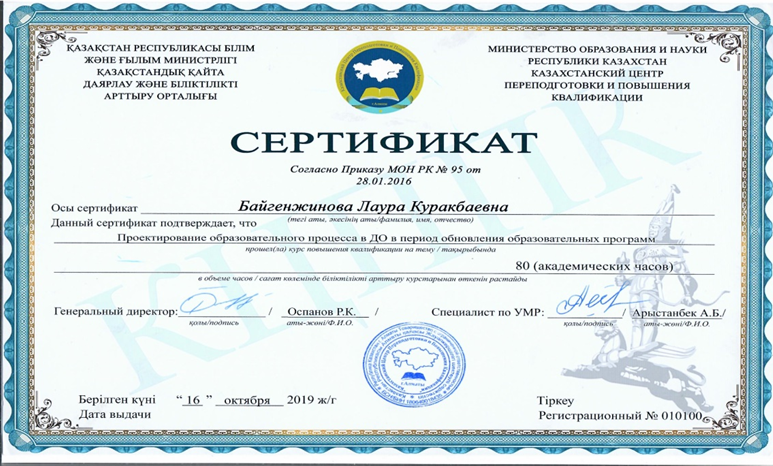 ҚАЗАҚСТАН РЕСПУБЛИКАСЫ БІЛІМ
ЖӘНЕ ҒЫЛЫМ МИНИСТРЛІГІ
ҚАЗАҚСТАНДЫҚ ҚАЙТА
ДАЯРЛАУ ЖӘНЕ БІЛІКТІЛІКТІ
АРТТЫРУ ОРТАЛЫҒЫ
МИНИСТЕРСТВО ОБРАЗОВАНИЯ И НАУКИ
РЕСПУБЛИКИ КАЗАХСТАН
КАЗАХСТАНСКИЙ ЦЕНТР
ПЕРЕПОДГОТОВКИ И ПОВЫШЕНИЯ
КВАЛИФИКАЦИИ
СЕРТИФИКАТ
Согласно Приказу МОН РК № 95 от
28.01.2016
Осы сертификат Байгенжинова Лаура Куракбаевна
(тегі аты, әкесінің аты/фамилия, имя, отчество)
Данный сертификат подтверждает, что
Проектирование образовательного процесса в ДО в период обновления образовательных программ
прошел(ла) курс повышения квалификации на тему / тақырыбында
80 (академических часов)
в объеме часов / сағат көлемінде біліктілікті арттыру курстарынан өткенін растайды
Генеральный директор: / Оспанов Р.К. / Специалист по УМР: / Арыстанбек А.Б./
қолы/подпись аты-жөні/Ф.И.О. қолы/подпись аты-жөні/Ф.И.О.
Берілген күні “ 16 ” октября 2019 ж/г Тіркеу
Дата выдачи Регистрационный № 010100